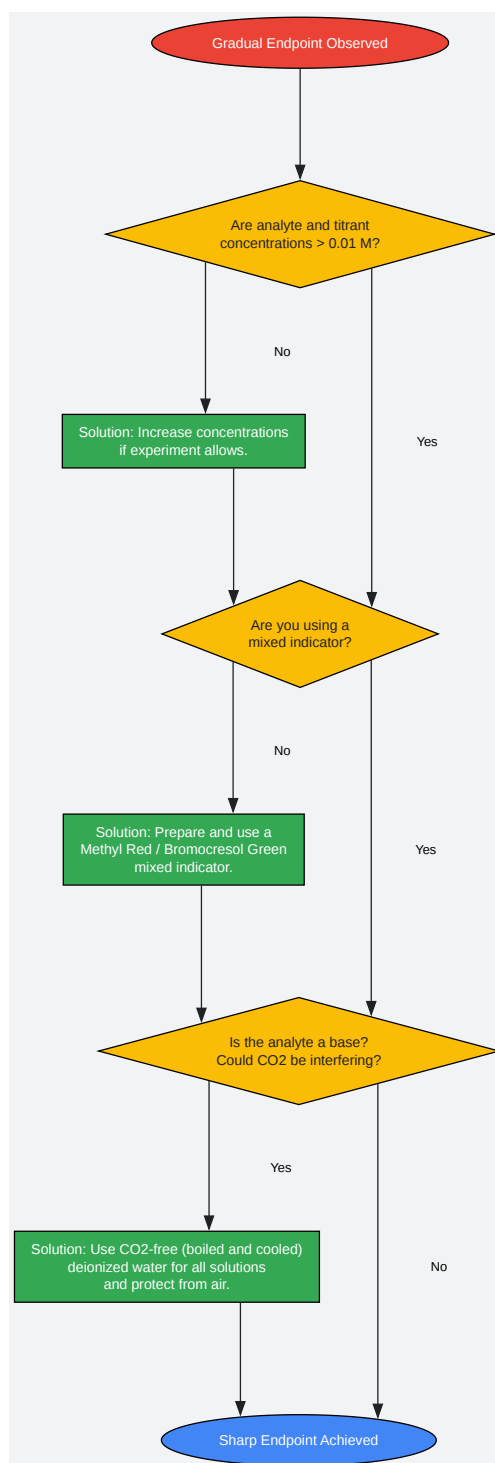 Gradual Endpoint Observed
Are analyte and titrant
concentrations > 0.01 M?
No
Solution: Increase concentrations
if experiment allows.
Yes
Are you using a
mixed indicator?
No
Solution: Prepare and use a
Methyl Red / Bromocresol Green
mixed indicator.
Yes
Is the analyte a base?
Could CO2 be interfering?
Yes
Solution: Use CO2-free (boiled and cooled)
deionized water for all solutions
and protect from air.
No
Sharp Endpoint Achieved